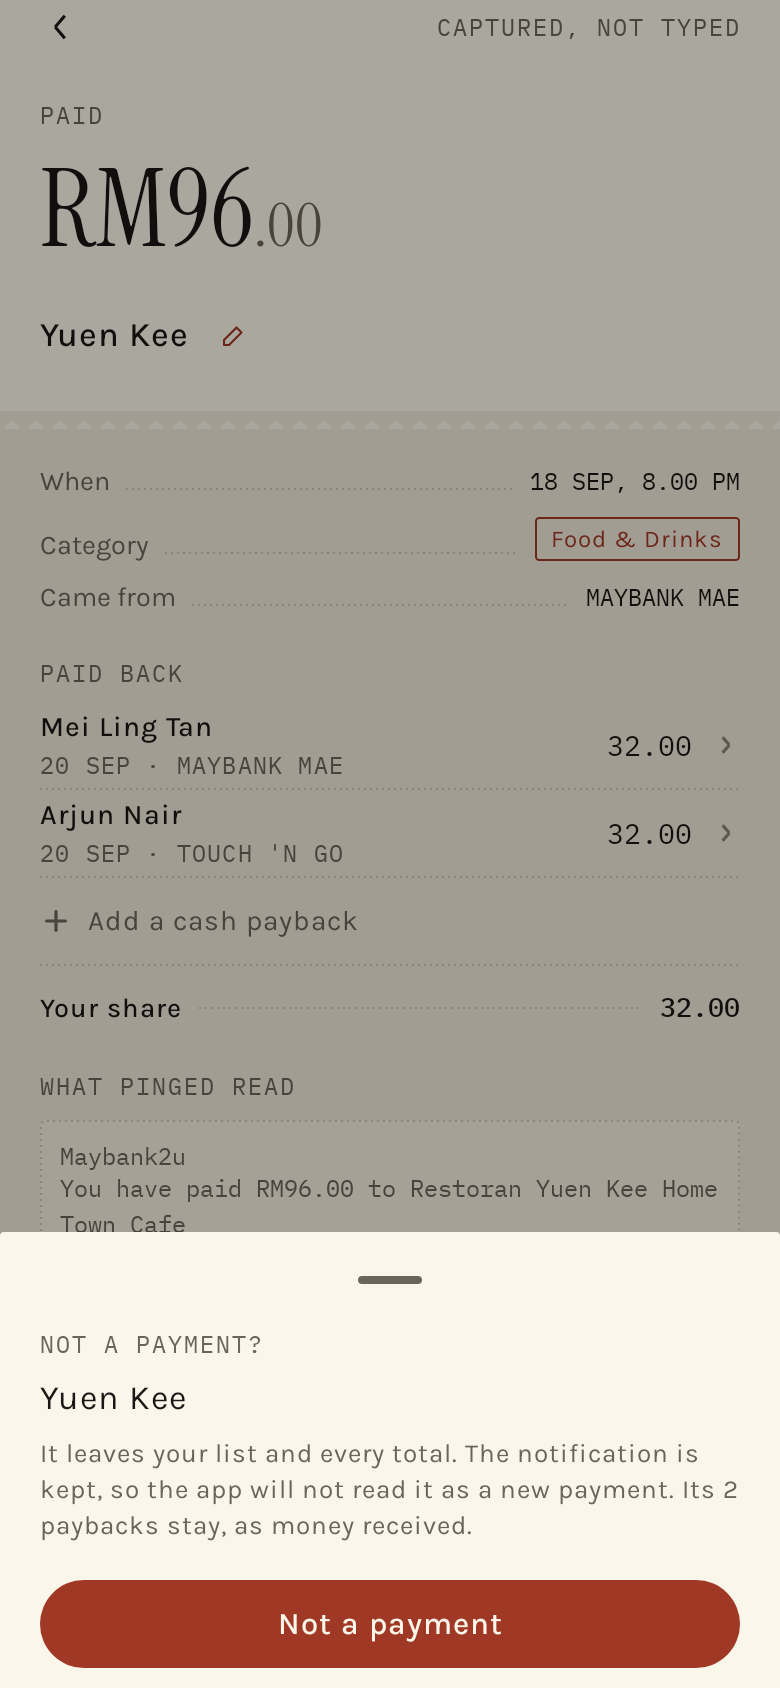 CAPTURED, NOT TYPED
PAID
RM96.00
Yuen Kee
When 18 SEP, 8.00 PM
Category Food & Drinks
Came from MAYBANK MAE
PAID BACK
Mei Ling Tan
32.00
20 SEP · MAYBANK MAE
Arjun Nair
32.00
20 SEP · TOUCH 'N GO
+ Add a cash payback
Your share 32.00
WHAT PINGED READ
Maybank2u
You have paid RM96.00 to Restoran Yuen Kee Home
Town Cafe
NOT A PAYMENT?
Yuen Kee
It leaves your list and every total. The notification is
kept, so the app will not read it as a new payment. Its 2
paybacks stay, as money received.
Not a payment